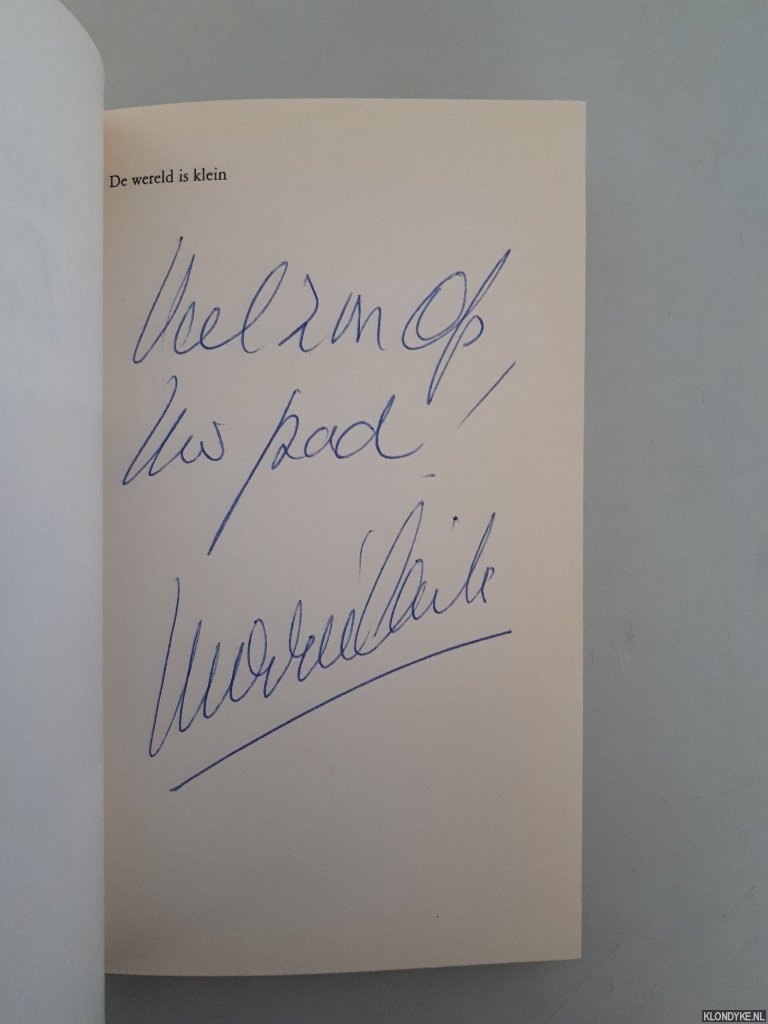 De wereld is klein
Veel zon op
Uw pad!
KLONDYKE.NL